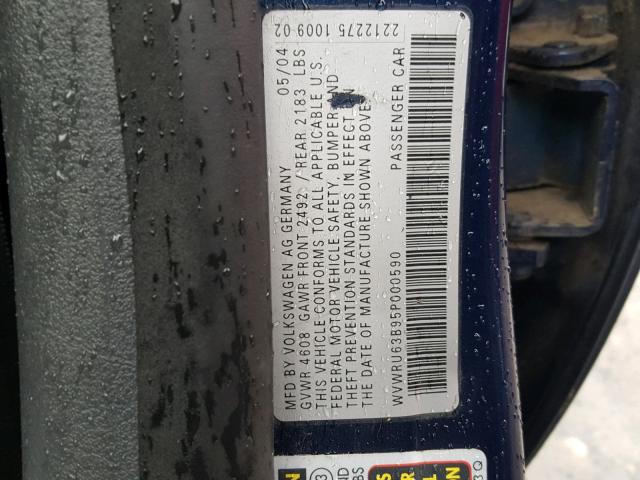 MFD BY VOLKSWAGEN AG GERMANY 05/04
GVWR 4608 GAWR FRONT 2492 / REAR 2183 LBS
THIS VEHICLE CONFORMS TO ALL APPLICABLE U.S.
FEDERAL MOTOR VEHICLE SAFETY, BUMPER AND
THEFT PREVENTION STANDARDS IN EFFECT ON
THE DATE OF MANUFACTURE SHOWN ABOVE
WVWRU63B95P000590 PASSENGER CAR
2212275 1009 02